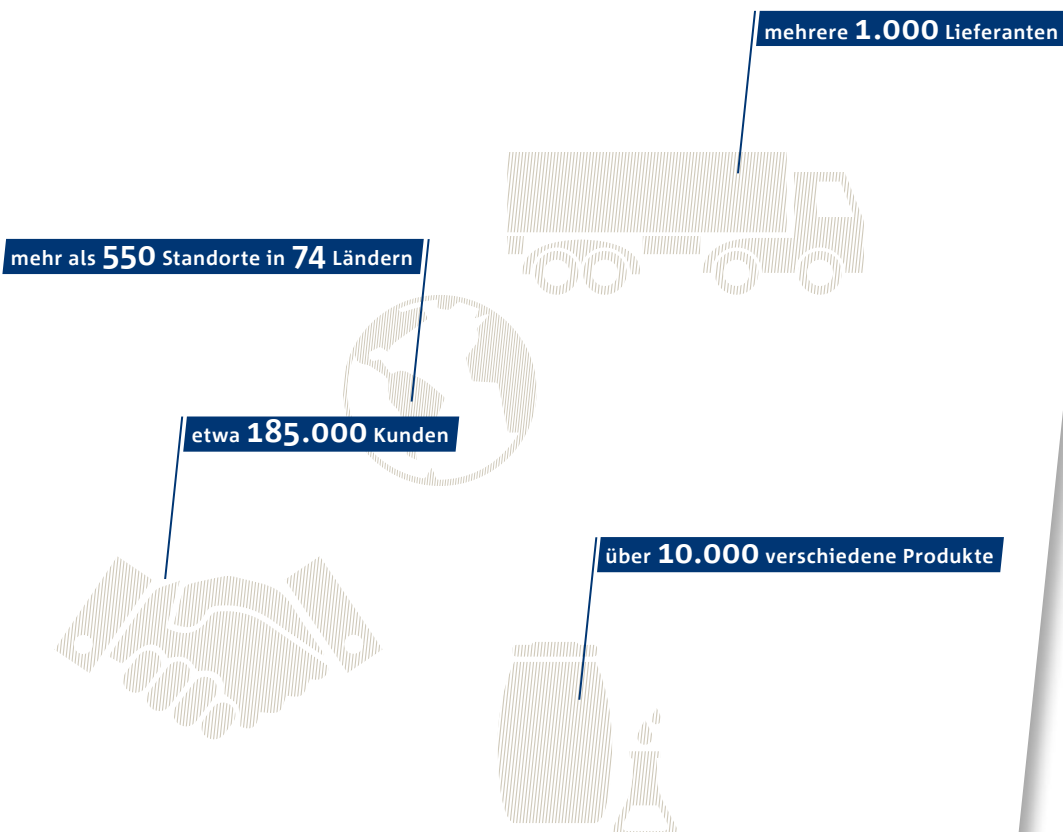 mehrere 1.000 Lieferanten
mehr als 550 Standorte in 74 Ländern
etwa 185.000 Kunden
über 10.000 verschiedene Produkte